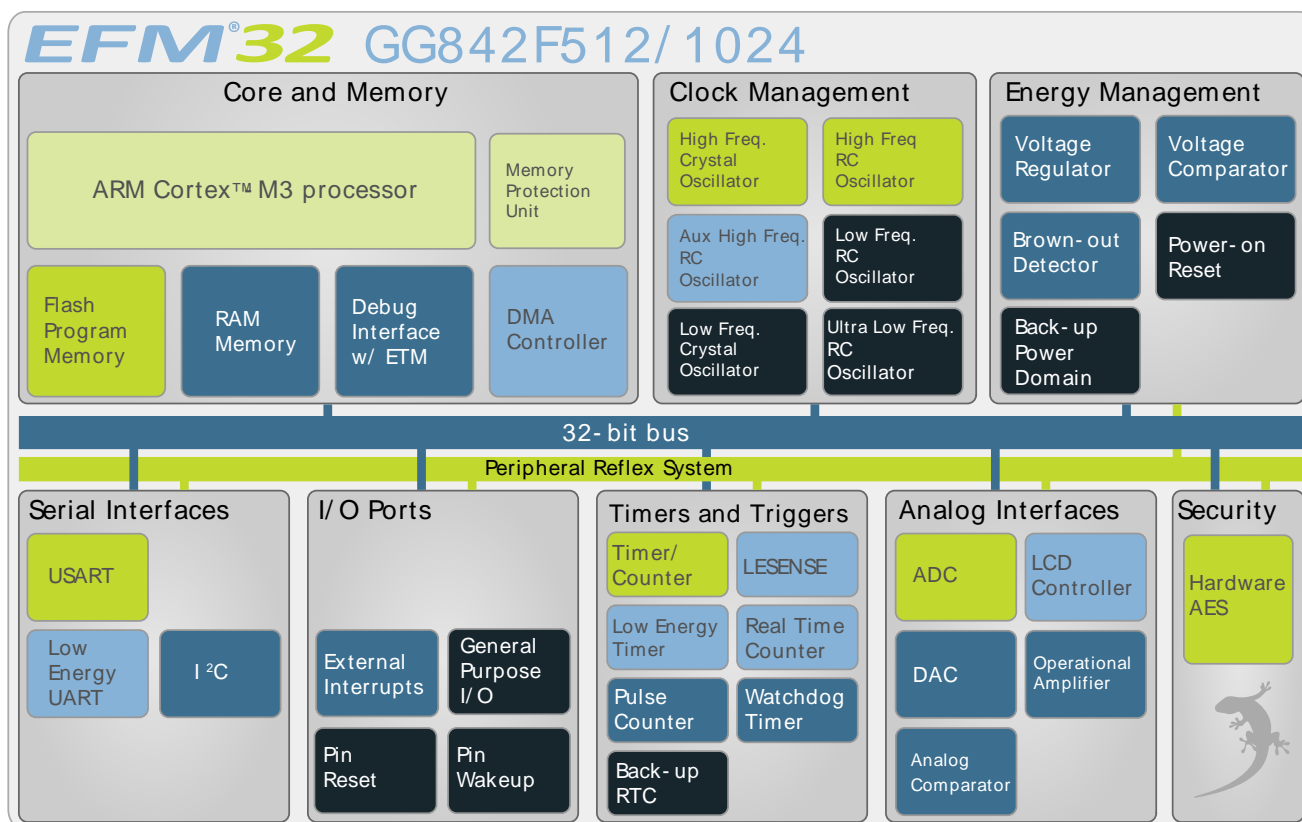 EFM®32 GG842F512/1024
Core and Memory
ARM Cortex™ M3 processor
Memory
Protection
Unit
Flash
Program
Memory
RAM
Memory
Debug
Interface
w/ ETM
DMA
Controller
Clock Management
High Freq.
Crystal
Oscillator
High Freq
RC
Oscillator
Aux High Freq.
RC
Oscillator
Low Freq.
RC
Oscillator
Low Freq.
Crystal
Oscillator
Ultra Low Freq.
RC
Oscillator
Energy Management
Voltage
Regulator
Voltage
Comparator
Brown-out
Detector
Power-on
Reset
Back-up
Power
Domain
32-bit bus
Peripheral Reflex System
Serial Interfaces
USART
Low
Energy
UART
I²C
I/O Ports
External
Interrupts
General
Purpose
I/O
Pin
Reset
Pin
Wakeup
Timers and Triggers
Timer/
Counter
LESENSE
Low Energy
Timer
Real Time
Counter
Pulse
Counter
Watchdog
Timer
Back-up
RTC
Analog Interfaces
ADC
LCD
Controller
DAC
Operational
Amplifier
Analog
Comparator
Security
Hardware
AES